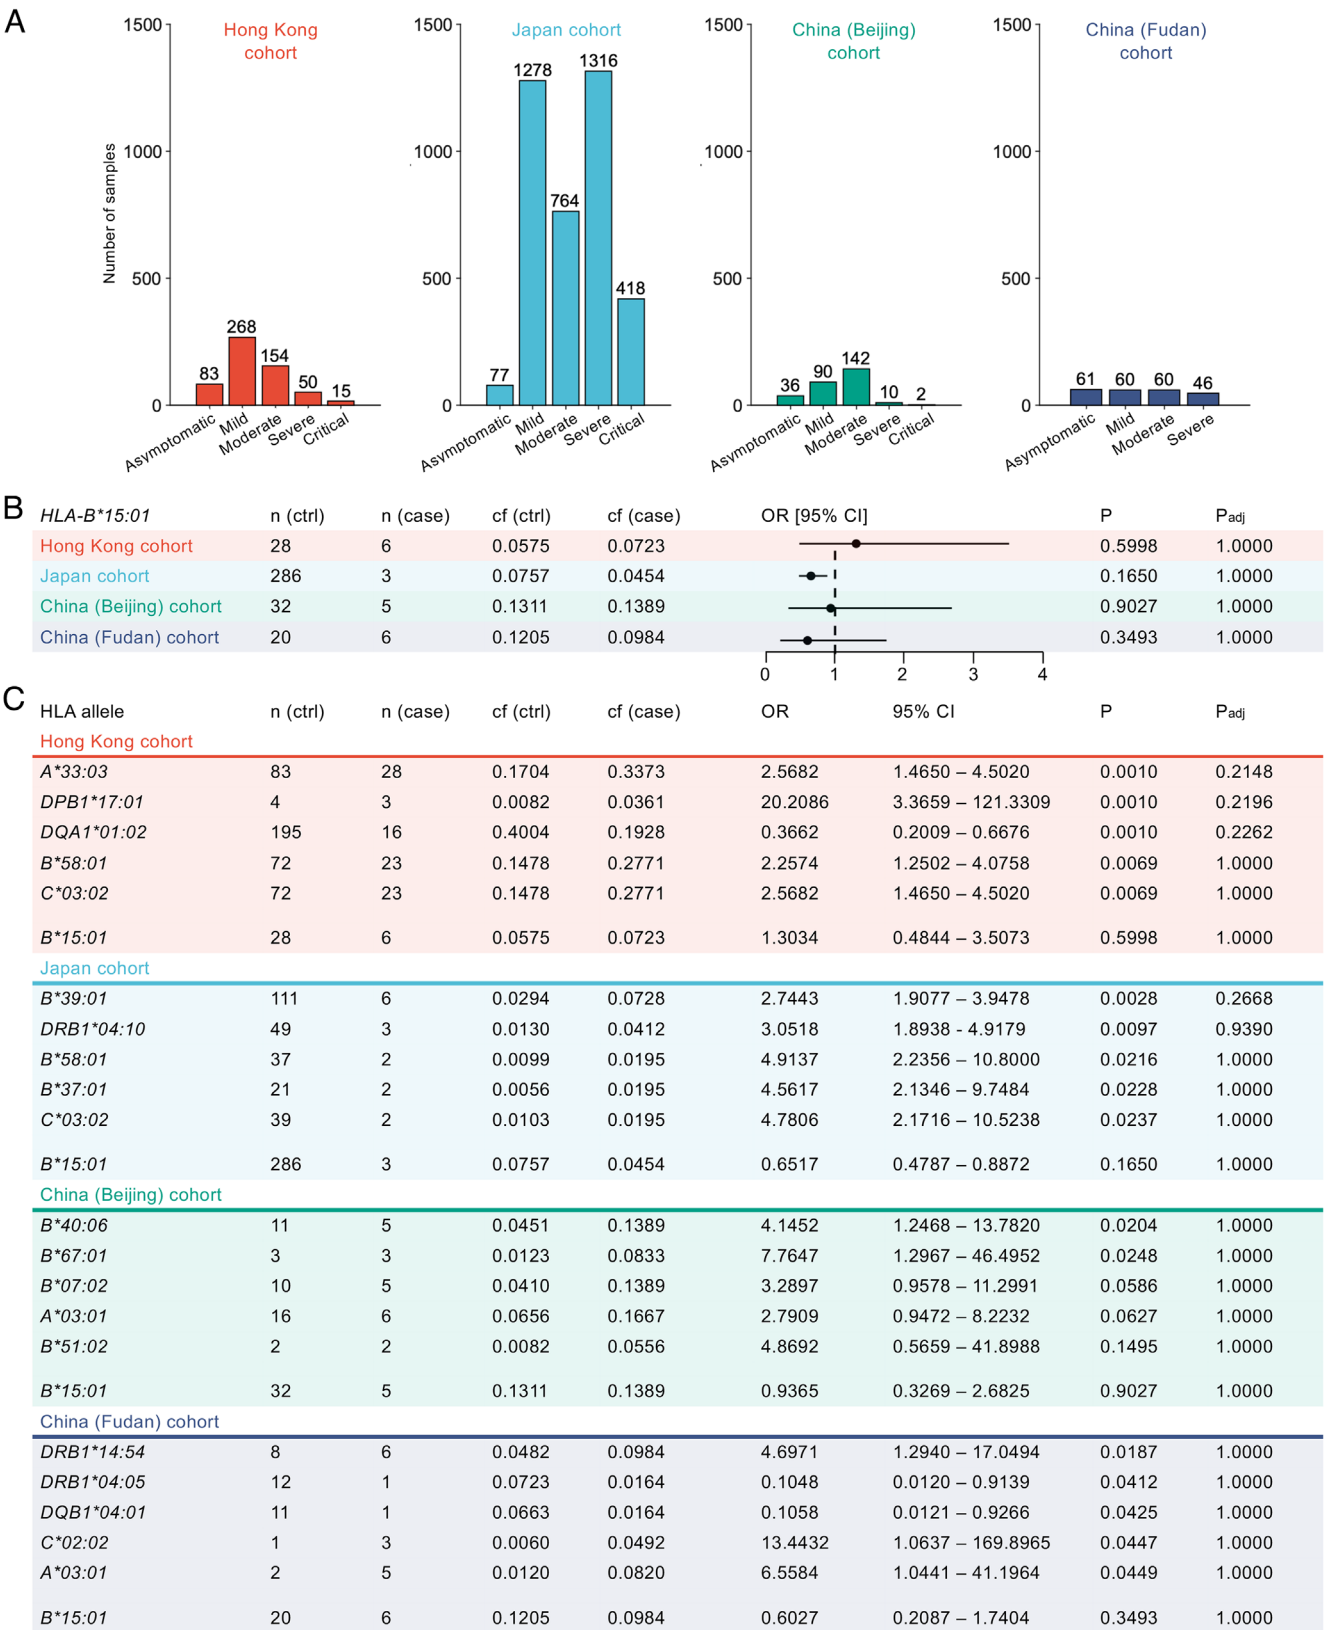 A
Hong Kong
cohort
Number of samples
1500
1000
500
0
83
268
154
50
15
Asymptomatic
Mild
Moderate
Severe
Critical
Japan cohort
1500
1000
500
0
77
1278
764
1316
418
Asymptomatic
Mild
Moderate
Severe
Critical
China (Beijing)
cohort
1500
1000
500
0
36
90
142
10
2
Asymptomatic
Mild
Moderate
Severe
Critical
China (Fudan)
cohort
1500
1000
500
0
61
60
60
46
Asymptomatic
Mild
Moderate
Severe
B
HLA-B*15:01 n (ctrl) n (case) cf (ctrl) cf (case) OR [95% CI] P Padj
Hong Kong cohort 28 6 0.0575 0.0723 0.5998 1.0000
Japan cohort 286 3 0.0757 0.0454 0.1650 1.0000
China (Beijing) cohort 32 5 0.1311 0.1389 0.9027 1.0000
China (Fudan) cohort 20 6 0.1205 0.0984 0.3493 1.0000
0 1 2 3 4
C
HLA allele n (ctrl) n (case) cf (ctrl) cf (case) OR 95% CI P Padj
Hong Kong cohort
A*33:03 83 28 0.1704 0.3373 2.5682 1.4650 – 4.5020 0.0010 0.2148
DPB1*17:01 4 3 0.0082 0.0361 20.2086 3.3659 – 121.3309 0.0010 0.2196
DQA1*01:02 195 16 0.4004 0.1928 0.3662 0.2009 – 0.6676 0.0010 0.2262
B*58:01 72 23 0.1478 0.2771 2.2574 1.2502 – 4.0758 0.0069 1.0000
C*03:02 72 23 0.1478 0.2771 2.5682 1.4650 – 4.5020 0.0069 1.0000
B*15:01 28 6 0.0575 0.0723 1.3034 0.4844 – 3.5073 0.5998 1.0000
Japan cohort
B*39:01 111 6 0.0294 0.0728 2.7443 1.9077 – 3.9478 0.0028 0.2668
DRB1*04:10 49 3 0.0130 0.0412 3.0518 1.8938 - 4.9179 0.0097 0.9390
B*58:01 37 2 0.0099 0.0195 4.9137 2.2356 – 10.8000 0.0216 1.0000
B*37:01 21 2 0.0056 0.0195 4.5617 2.1346 – 9.7484 0.0228 1.0000
C*03:02 39 2 0.0103 0.0195 4.7806 2.1716 – 10.5238 0.0237 1.0000
B*15:01 286 3 0.0757 0.0454 0.6517 0.4787 – 0.8872 0.1650 1.0000
China (Beijing) cohort
B*40:06 11 5 0.0451 0.1389 4.1452 1.2468 – 13.7820 0.0204 1.0000
B*67:01 3 3 0.0123 0.0833 7.7647 1.2967 – 46.4952 0.0248 1.0000
B*07:02 10 5 0.0410 0.1389 3.2897 0.9578 – 11.2991 0.0586 1.0000
A*03:01 16 6 0.0656 0.1667 2.7909 0.9472 – 8.2232 0.0627 1.0000
B*51:02 2 2 0.0082 0.0556 4.8692 0.5659 – 41.8988 0.1495 1.0000
B*15:01 32 5 0.1311 0.1389 0.9365 0.3269 – 2.6825 0.9027 1.0000
China (Fudan) cohort
DRB1*14:54 8 6 0.0482 0.0984 4.6971 1.2940 – 17.0494 0.0187 1.0000
DRB1*04:05 12 1 0.0723 0.0164 0.1048 0.0120 – 0.9139 0.0412 1.0000
DQB1*04:01 11 1 0.0663 0.0164 0.1058 0.0121 – 0.9266 0.0425 1.0000
C*02:02 1 3 0.0060 0.0492 13.4432 1.0637 – 169.8965 0.0447 1.0000
A*03:01 2 5 0.0120 0.0820 6.5584 1.0441 – 41.1964 0.0449 1.0000
B*15:01 20 6 0.1205 0.0984 0.6027 0.2087 – 1.7404 0.3493 1.0000